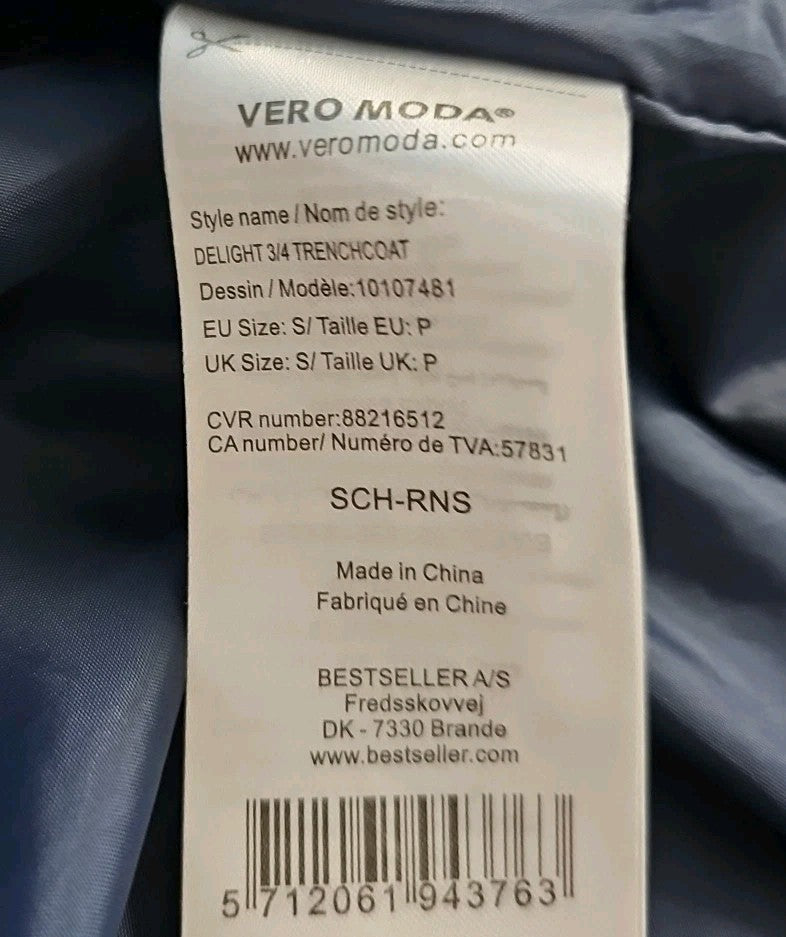 VERO MODA®
www.veromoda.com
Style name / Nom de style:
DELIGHT 3/4 TRENCHCOAT
Dessin / Modèle:10107481
EU Size: S/ Taille EU: P
UK Size: S/ Taille UK: P
CVR number:88216512
CA number/ Numéro de TVA:57831
SCH-RNS
Made in China
Fabriqué en Chine
BESTSELLER A/S
Fredsskovvej
DK - 7330 Brande
www.bestseller.com
5 712061 943763